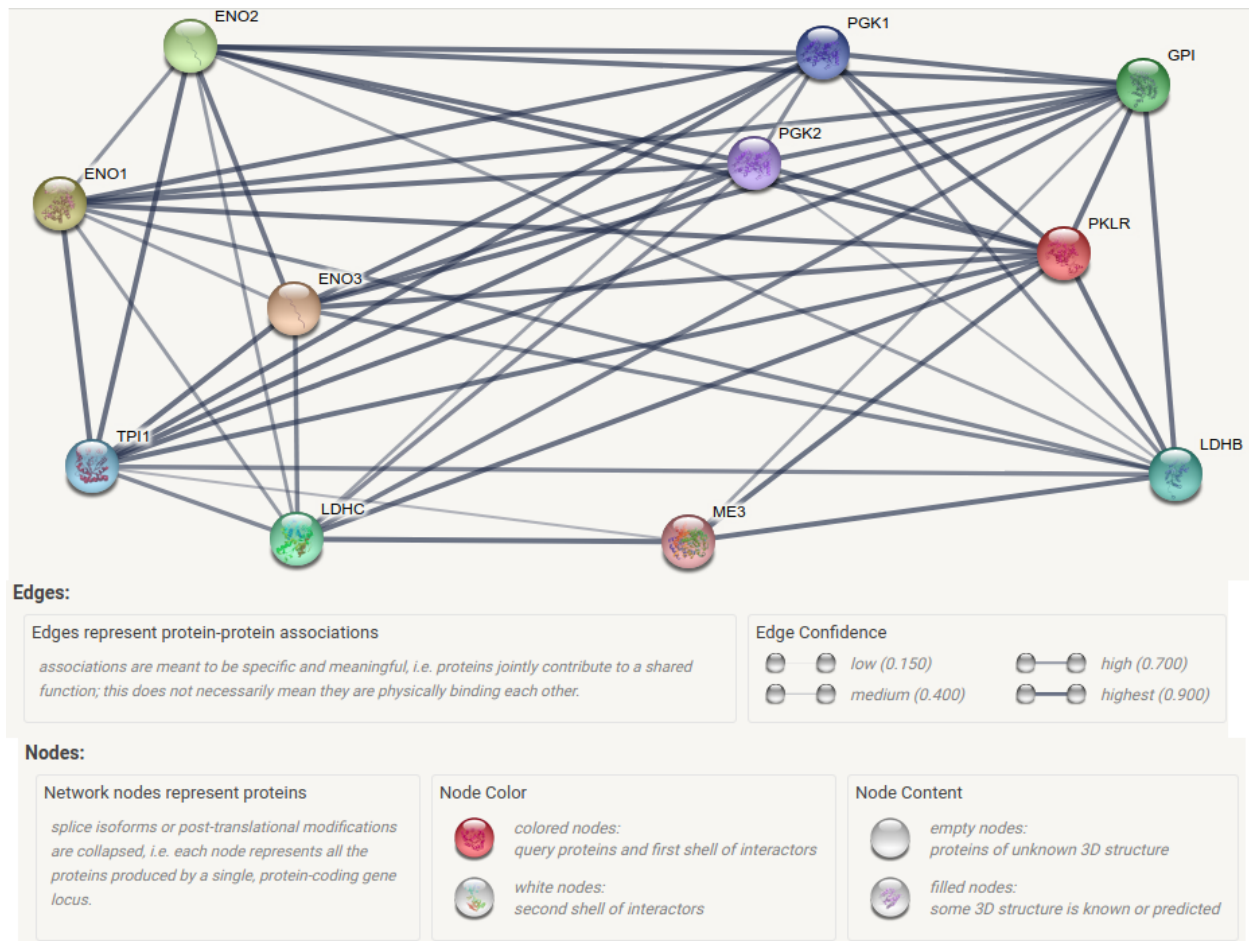 ENO2
PGK1
GPI
PGK2
ENO1
PKLR
ENO3
TPI1
LDHB
LDHC
ME3
Edges:
Edges represent protein-protein associations
associations are meant to be specific and meaningful, i.e. proteins jointly contribute to a shared
function; this does not necessarily mean they are physically binding each other.
Edge Confidence
low (0.150)
high (0.700)
medium (0.400)
highest (0.900)
Nodes:
Network nodes represent proteins
splice isoforms or post-translational modifications
are collapsed, i.e. each node represents all the
proteins produced by a single, protein-coding gene
locus.
Node Color
colored nodes:
query proteins and first shell of interactors
white nodes:
second shell of interactors
Node Content
empty nodes:
proteins of unknown 3D structure
filled nodes:
some 3D structure is known or predicted